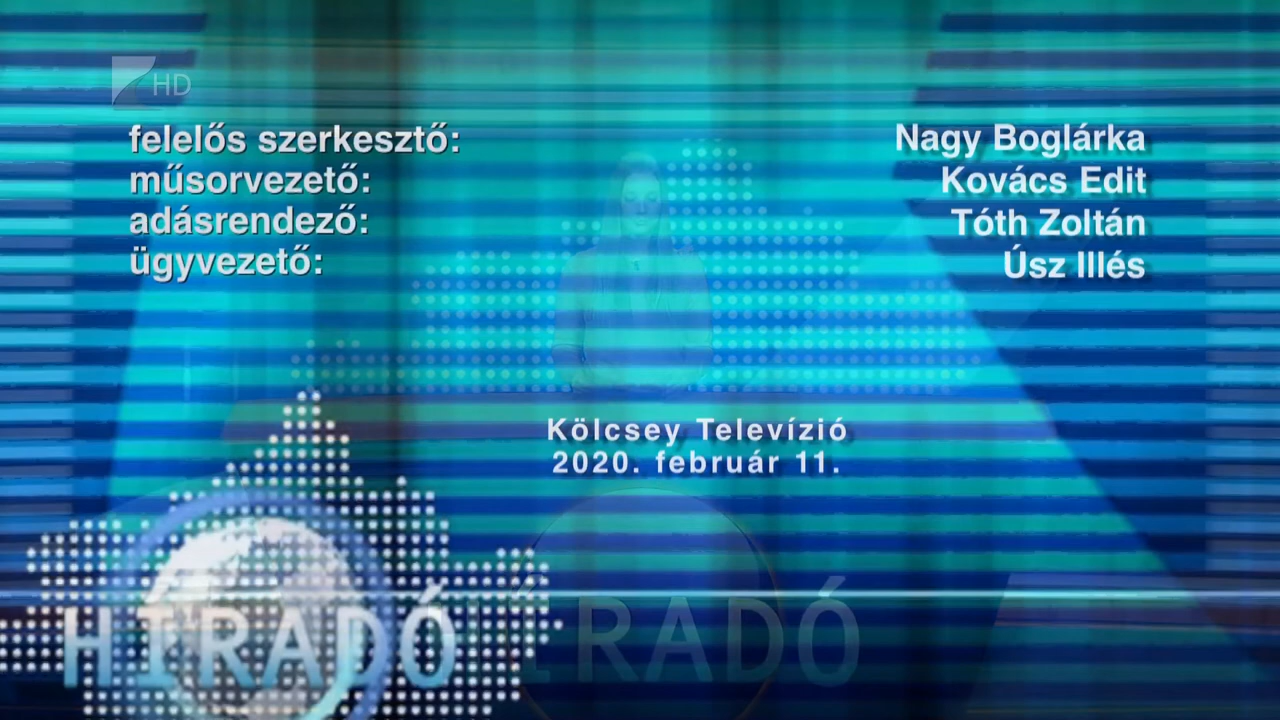 HD
felelős szerkesztő: Nagy Boglárka
műsorvezető: Kovács Edit
adásrendező: Tóth Zoltán
ügyvezető: Úsz Illés
Kölcsey Televízió
2020. február 11.
HÍRADÓ
ÍRADÓ